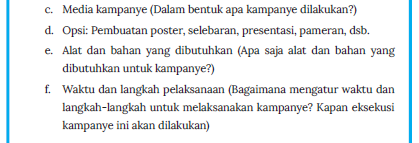 c. Media kampanye (Dalam bentuk apa kampanye dilakukan?)
d. Opsi: Pembuatan poster, selebaran, presentasi, pameran, dsb.
e. Alat dan bahan yang dibutuhkan (Apa saja alat dan bahan yang
dibutuhkan untuk kampanye?)
f. Waktu dan langkah pelaksanaan (Bagaimana mengatur waktu dan
langkah-langkah untuk melaksanakan kampanye? Kapan eksekusi
kampanye ini akan dilakukan)